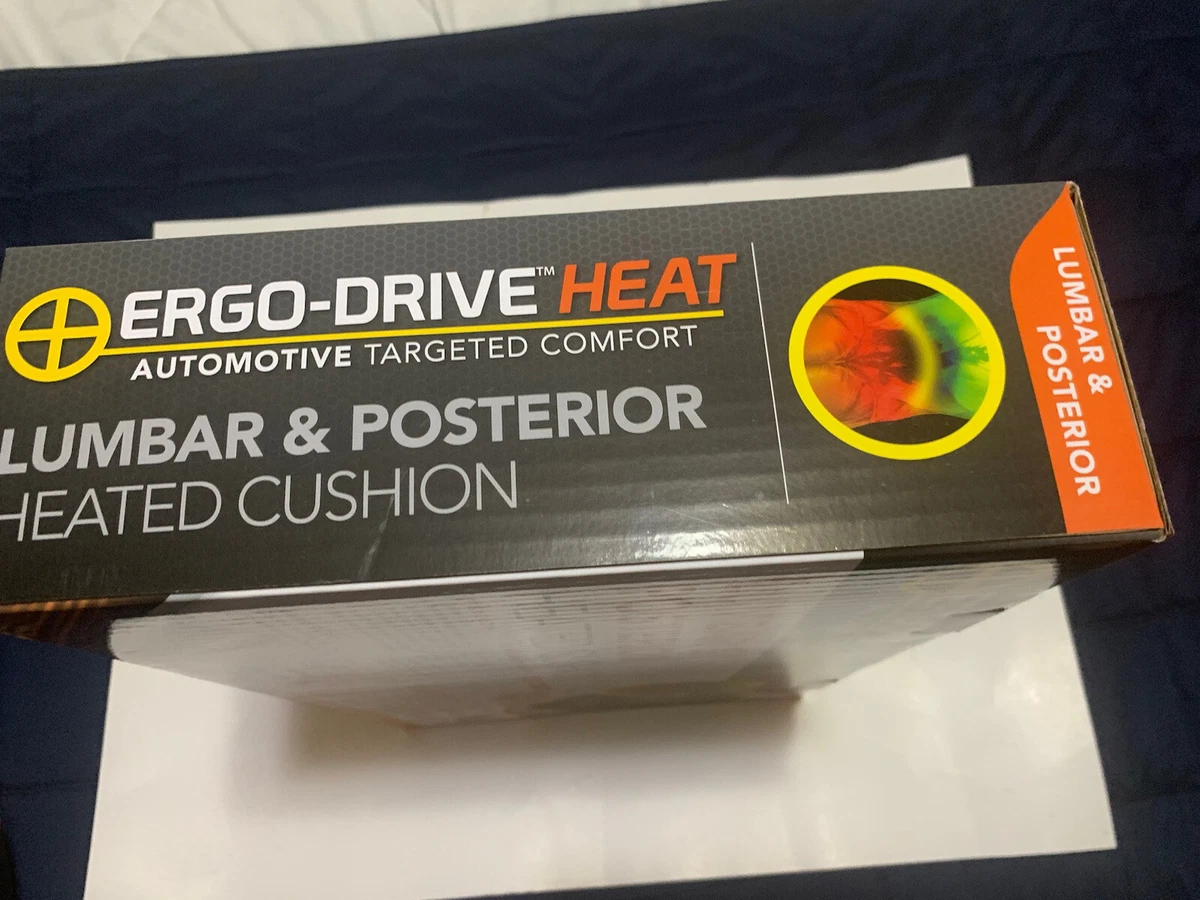 ERGO-DRIVE™ HEAT
AUTOMOTIVE TARGETED COMFORT
LUMBAR & POSTERIOR
HEATED CUSHION
LUMBAR &
POSTERIOR